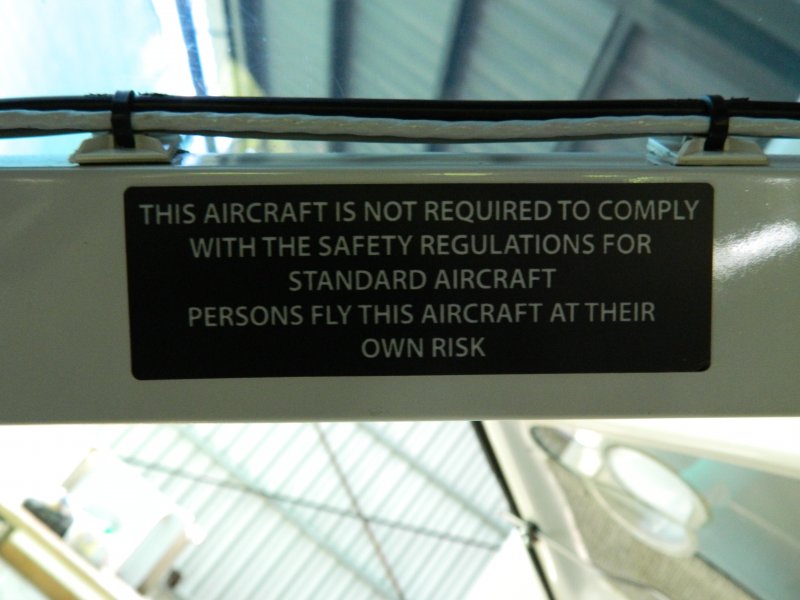 THIS AIRCRAFT IS NOT REQUIRED TO COMPLY
WITH THE SAFETY REGULATIONS FOR
STANDARD AIRCRAFT
PERSONS FLY THIS AIRCRAFT AT THEIR
OWN RISK